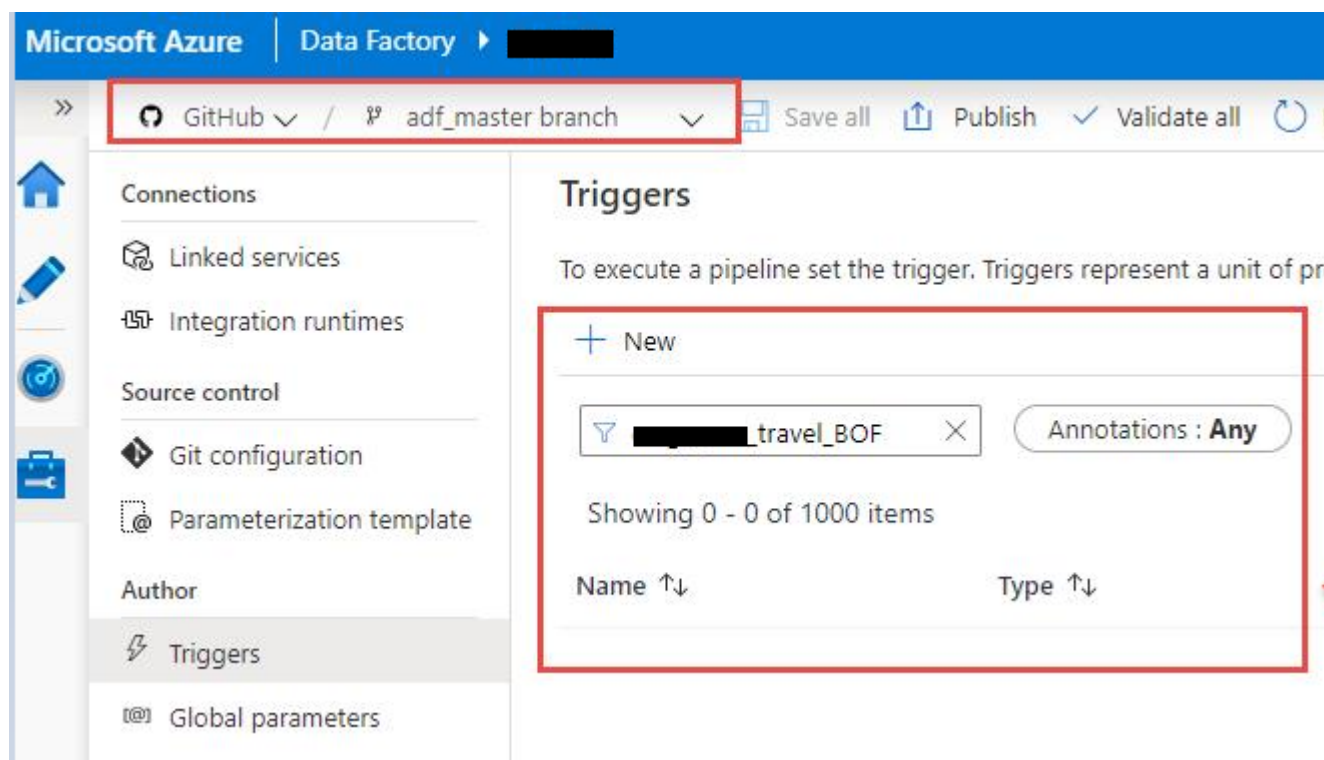 Microsoft Azure Data Factory
GitHub / adf_master branch Save all Publish Validate all
Connections
Linked services
Integration runtimes
Source control
Git configuration
Parameterization template
Author
Triggers
Global parameters
Triggers
To execute a pipeline set the trigger. Triggers represent a unit of pr
+ New
_travel_BOF Annotations : Any
Showing 0 - 0 of 1000 items
Name Type